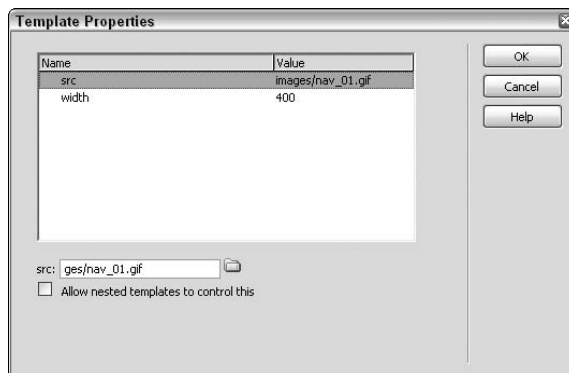 Template Properties
Name Value
src images/nav_01.gif
width 400
src: ges/nav_01.gif
Allow nested templates to control this
OK
Cancel
Help